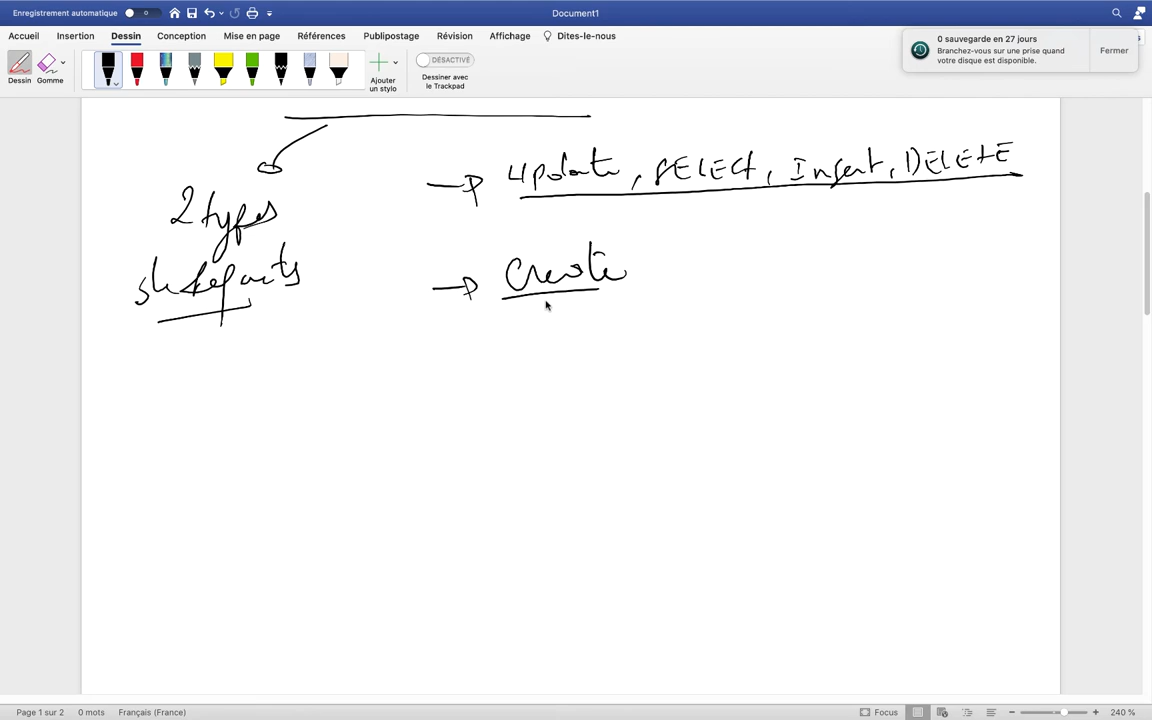 Enregistrement automatique
Document1
Accueil Insertion Dessin Conception Mise en page Références Publipostage Révision Affichage Dites-le-nous
0 sauvegarde en 27 jours
Branchez-vous sur une prise quand
votre disque est disponible.
Fermer
Dessin Gomme
Ajouter
un stylo
DÉSACTIVÉ
Dessiner avec
le Trackpad
Update, SELECT, Insert, DELETE
2 types
Create
Page 1 sur 2 0 mots Français (France) Focus 240 %